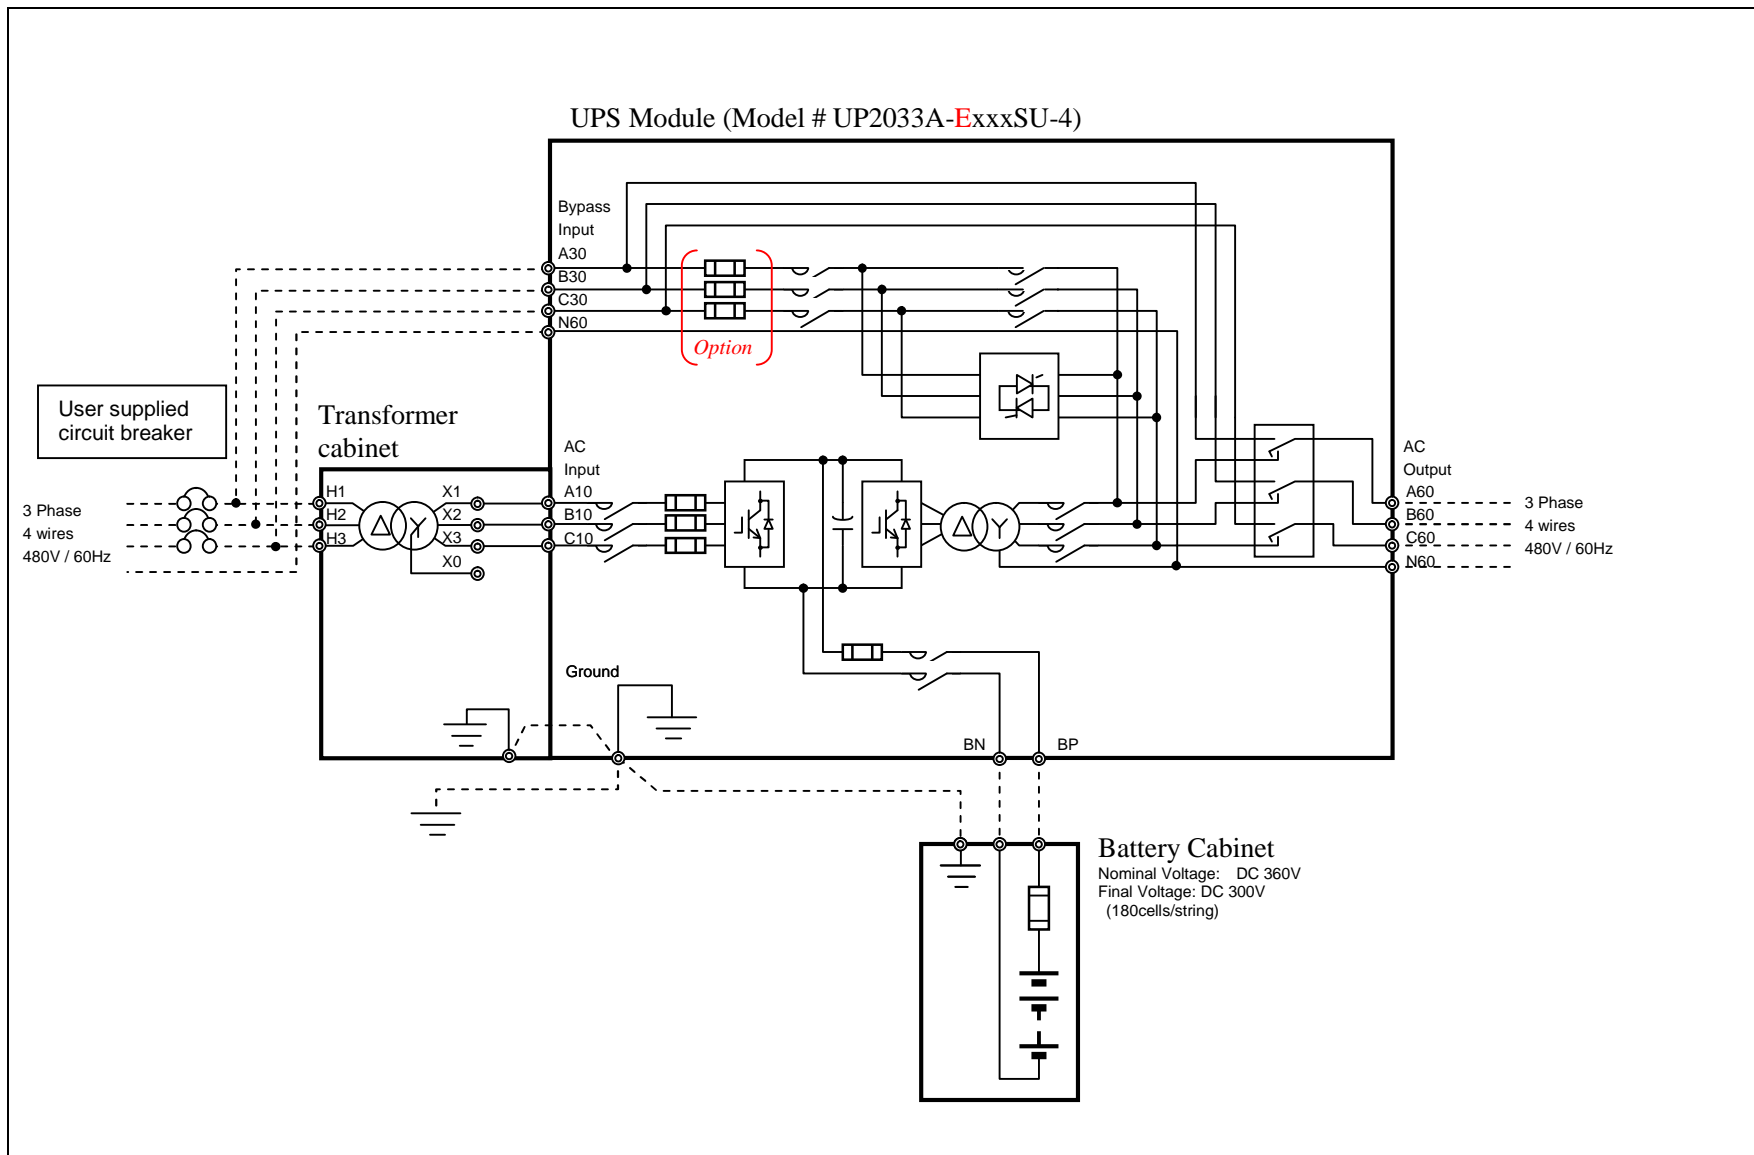 UPS Module (Model # UP2033A-ExxxSU-4)
Bypass
Input
A30
B30
C30
N60
Option
User supplied
circuit breaker
Transformer
cabinet
AC
Input
AC
Output
H1
X1
A10
A60
H2
X2
B10
B60
H3
X3
C10
C60
X0
N60
3 Phase
4 wires
480V / 60Hz
3 Phase
4 wires
480V / 60Hz
Ground
BN
BP
Battery Cabinet
Nominal Voltage: DC 360V
Final Voltage: DC 300V
(180cells/string)